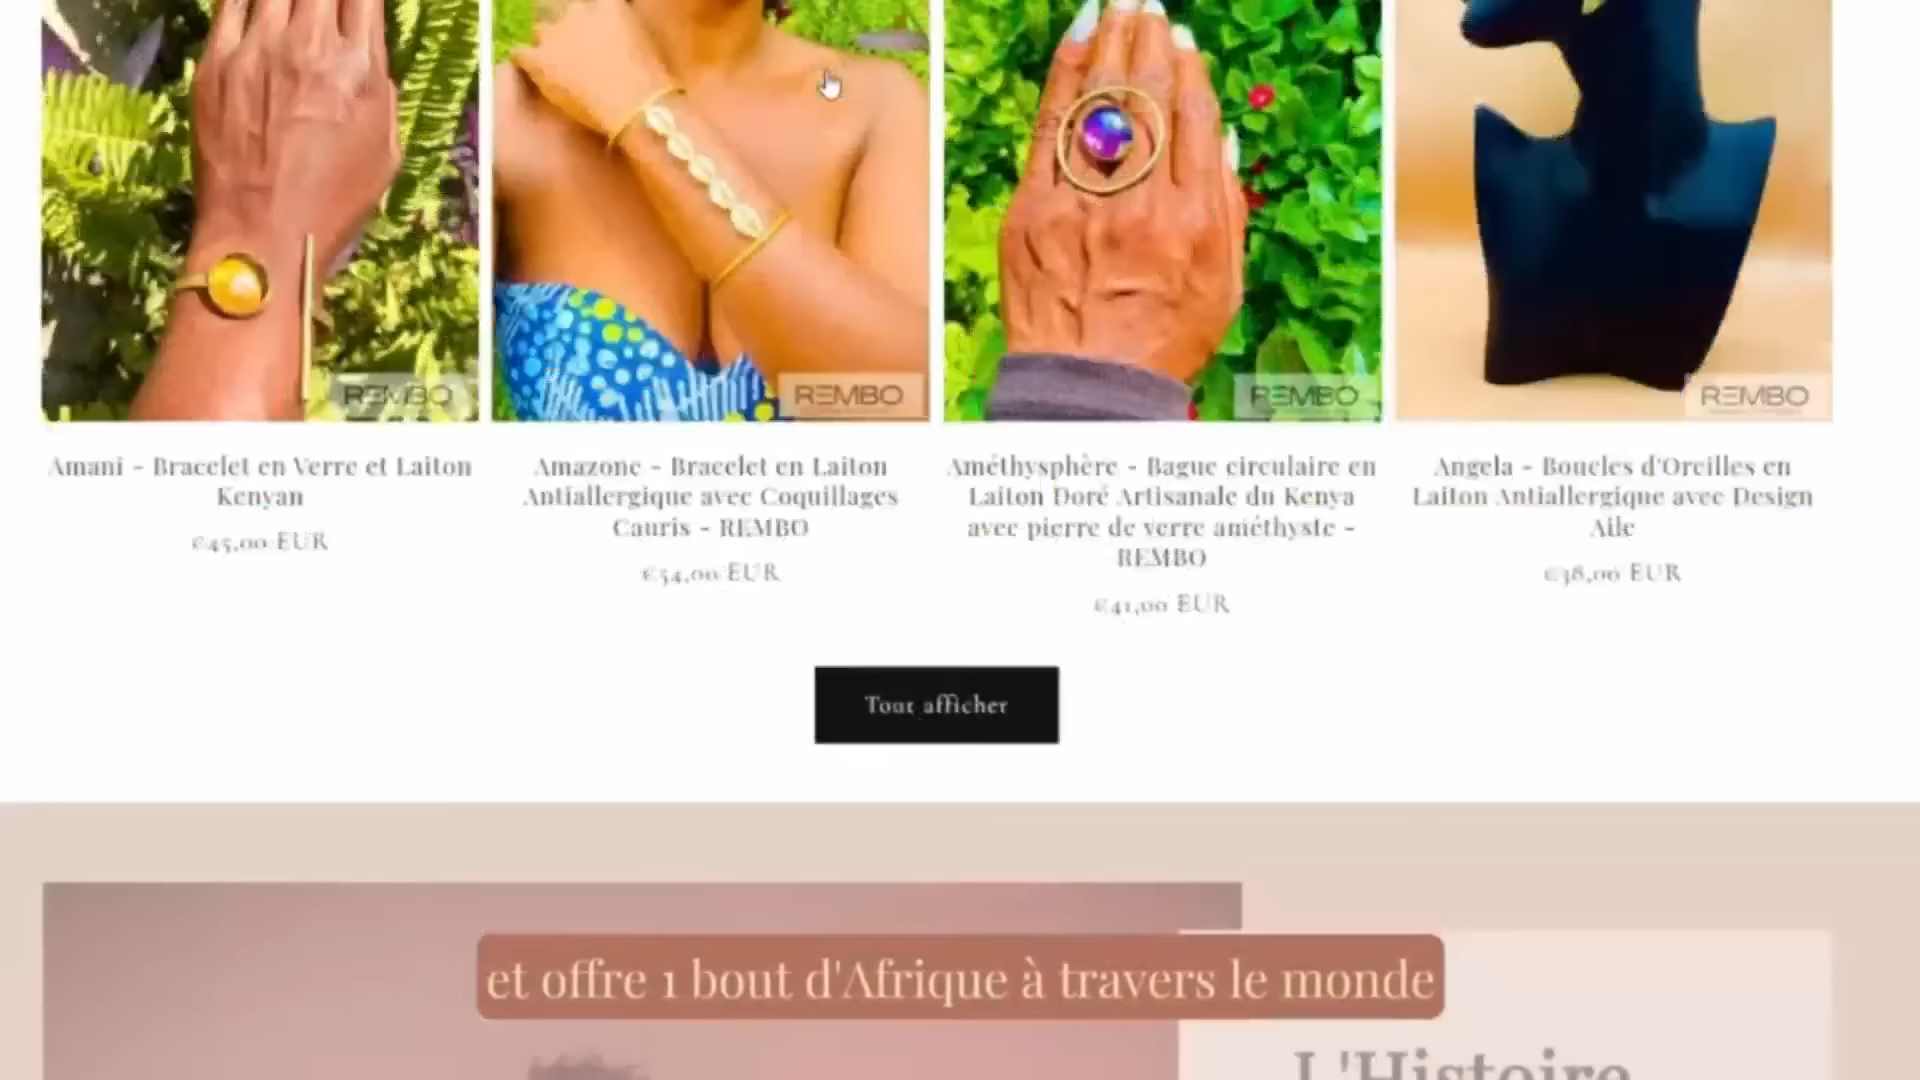 REMBO
REMBO
REMBO
REMBO
Amani - Bracelet en Verre et Laiton
Kenyan
€45,00 EUR
Amazone - Bracelet en Laiton
Antiallergique avec Coquillages
Cauris - REMBO
€54,00 EUR
Améthysphère - Bague circulaire en
Laiton Doré Artisanale du Kenya
avec pierre de verre améthyste -
REMBO
€41,00 EUR
Angela - Boucles d'Oreilles en
Laiton Antiallergique avec Design
Aile
€38,00 EUR
Tout afficher
et offre 1 bout d'Afrique à travers le monde
L'Histoire